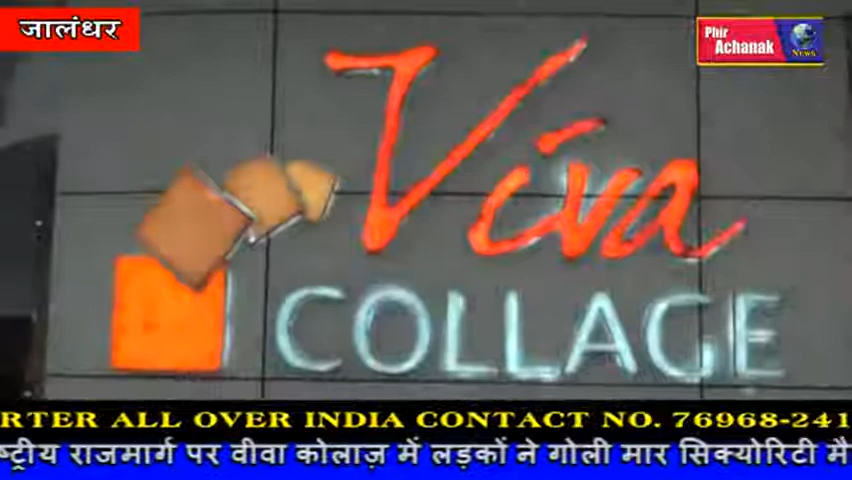 जालंधर
Phir
Achanak
NEWS
Viva
COLLAGE
RTER ALL OVER INDIA CONTACT NO. 76968-241
राजमार्ग पर वीवा कोलाज़ में लड़कों ने गोली मार सिक्योरिटी